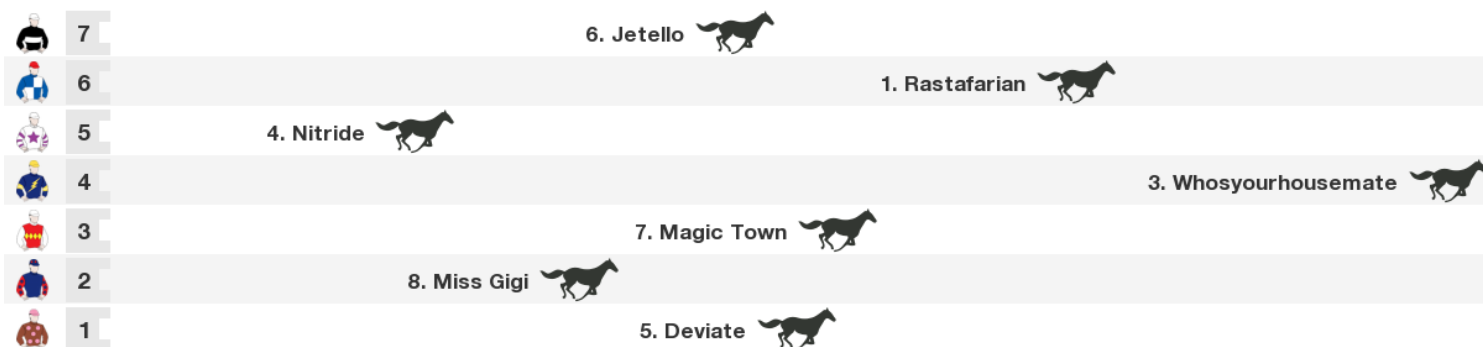 7 6. Jetello
6 1. Rastafarian
5 4. Nitride
4 3. Whosyourhousemate
3 7. Magic Town
2 8. Miss Gigi
1 5. Deviate